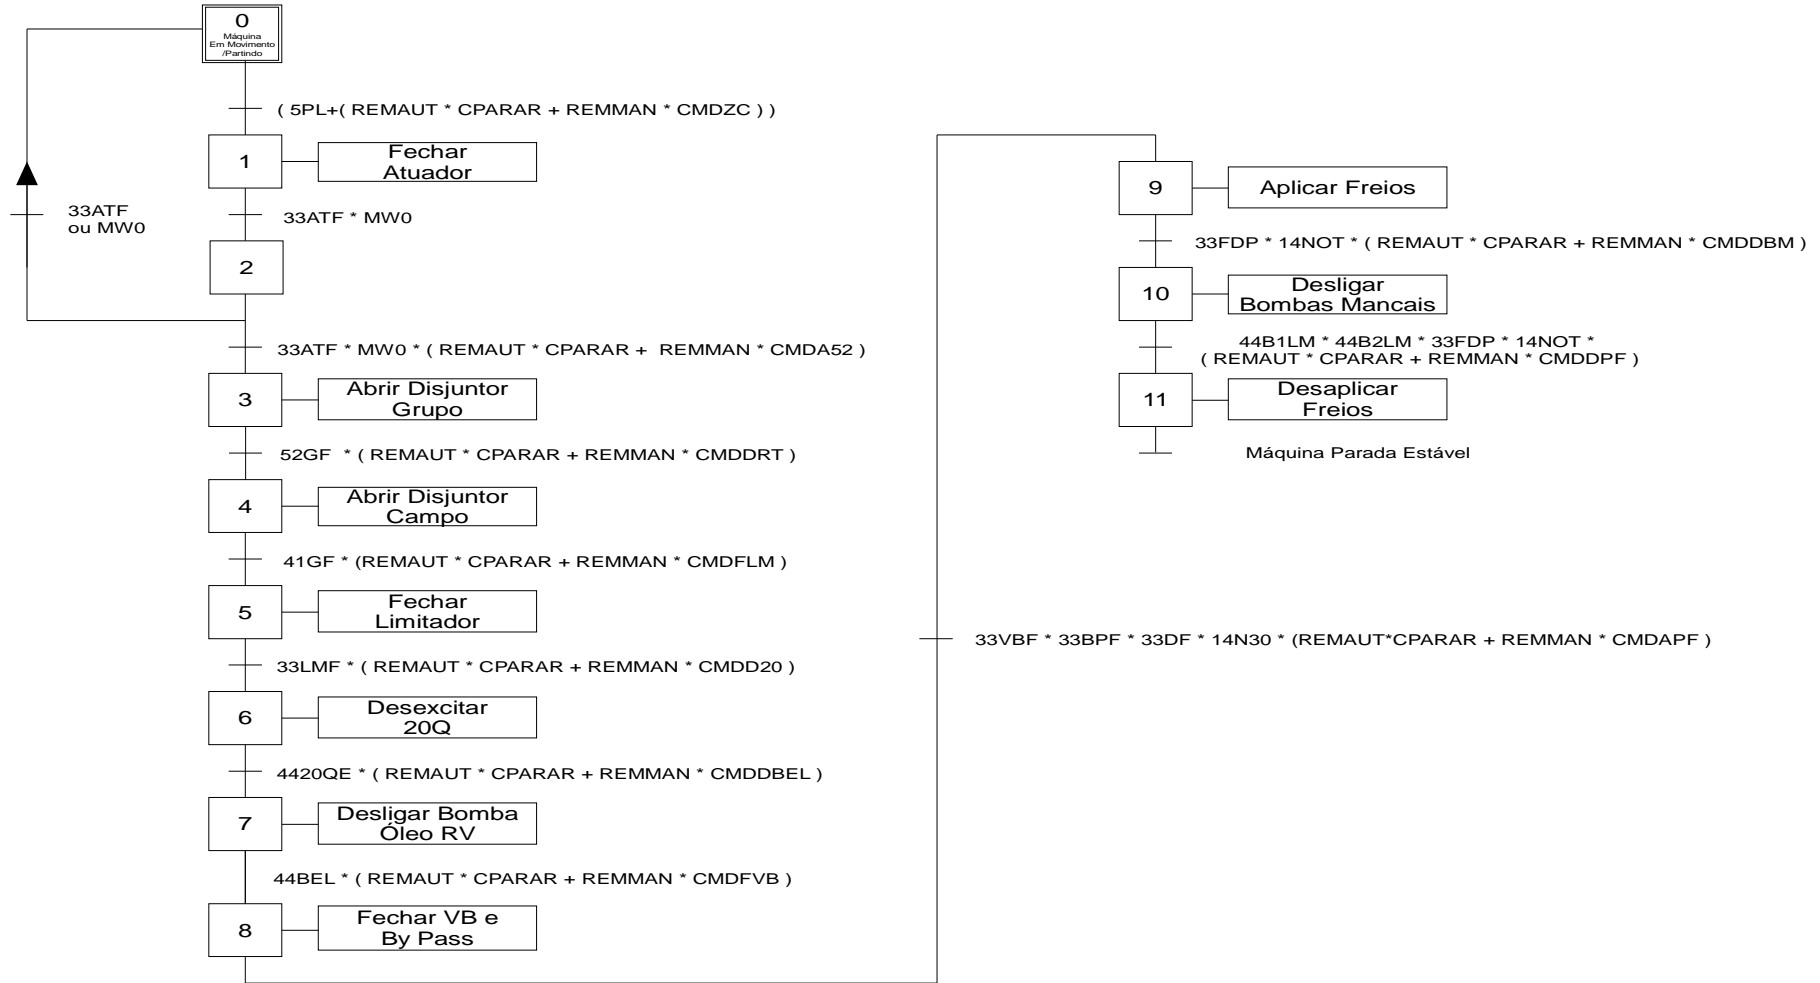 0
Máquina
Em Movimento
/Partindo
( 5PL+( REMAUT * CPARAR + REMMAN * CMDZC ) )
1
Fechar
Atuador
33ATF
ou MW0
33ATF * MW0
2
33ATF * MW0 * ( REMAUT * CPARAR + REMMAN * CMDA52 )
3
Abrir Disjuntor
Grupo
52GF * ( REMAUT * CPARAR + REMMAN * CMDDRT )
4
Abrir Disjuntor
Campo
41GF * (REMAUT * CPARAR + REMMAN * CMDFLM )
5
Fechar
Limitador
33LMF * ( REMAUT * CPARAR + REMMAN * CMDD20 )
6
Desexcitar
20Q
4420QE * ( REMAUT * CPARAR + REMMAN * CMDDBEL )
7
Desligar Bomba
Óleo RV
44BEL * ( REMAUT * CPARAR + REMMAN * CMDFVB )
8
Fechar VB e
By Pass
33VBF * 33BPF * 33DF * 14N30 * (REMAUT*CPARAR + REMMAN * CMDAPF )
9
Aplicar Freios
33FDP * 14NOT * ( REMAUT * CPARAR + REMMAN * CMDDBM )
10
Desligar
Bombas Mancais
44B1LM * 44B2LM * 33FDP * 14NOT *
( REMAUT * CPARAR + REMMAN * CMDDPF )
11
Desaplicar
Freios
Máquina Parada Estável